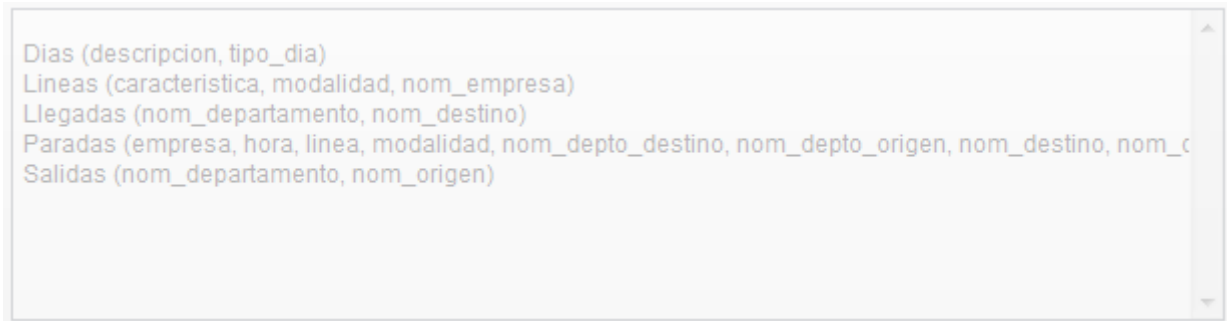 Dias (descripcion, tipo_dia)
Lineas (caracteristica, modalidad, nom_empresa)
Llegadas (nom_departamento, nom_destino)
Paradas (empresa, hora, linea, modalidad, nom_depto_destino, nom_depto_origen, nom_destino,
Salidas (nom_departamento, nom_origen)